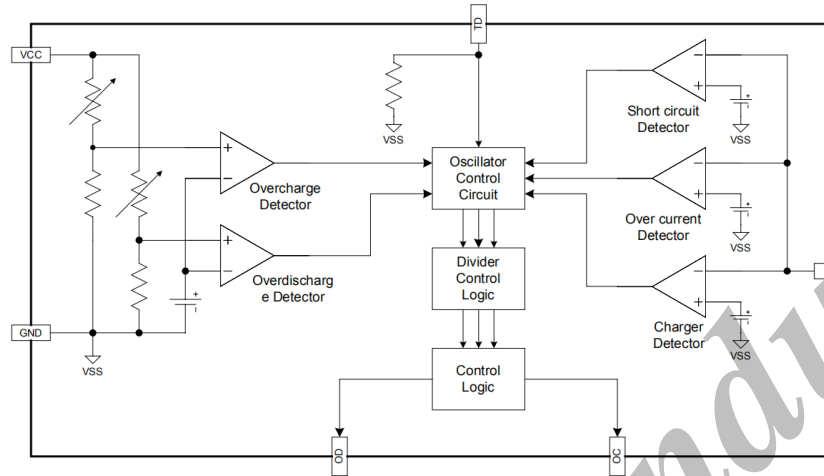 TD
VCC
Short circuit
Detector
VSS
VSS
Oscillator
Control
Circuit
Overcharge
Detector
Over current
Detector
VSS
Overdischarg
e Detector
Divider
Control
Logic
Charger
Detector
VSS
GND
VSS
Control
Logic
OD
OC